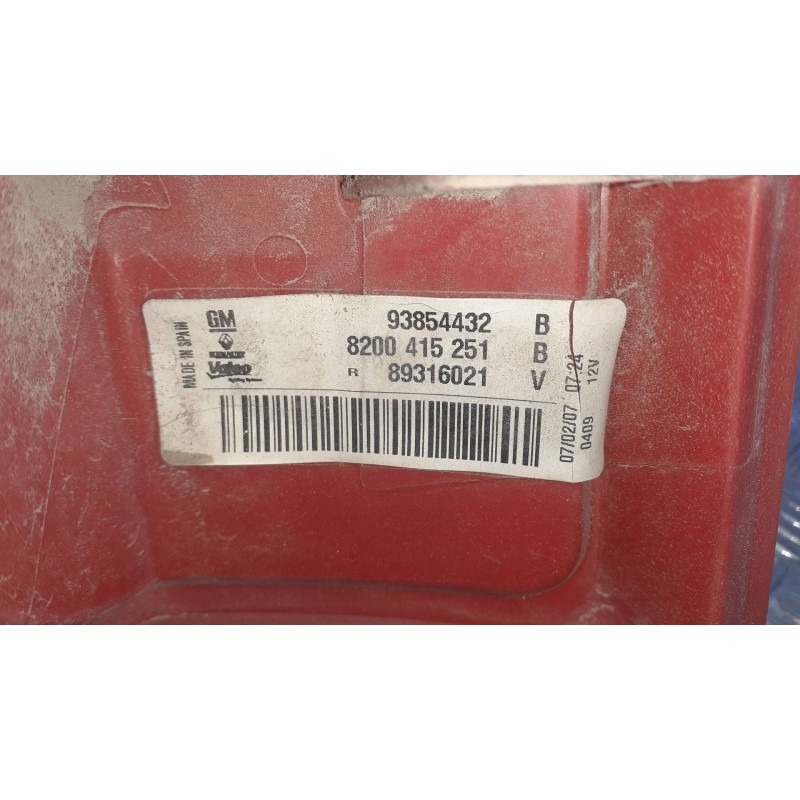 MADE IN SPAIN
GM
93854432 B
8200 415 251 B
Valeo
R 89316021 V
07/02/07 07:24
0409 12V